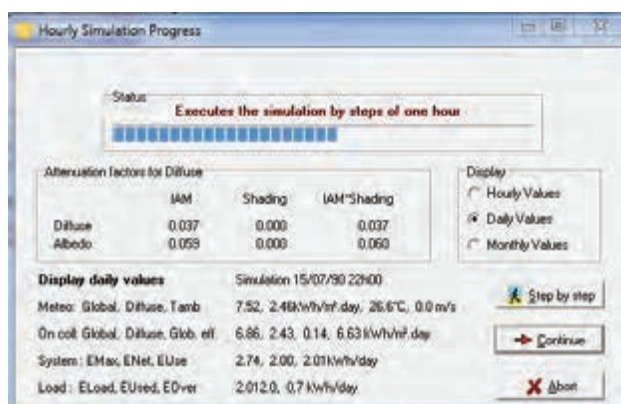 Hourly Simulation Progress
Status
Executes the simulation by steps of one hour
Attenuation factors for Diffuse
IAM Shading IAM*Shading
Diffuse 0.037 0.000 0.037
Albedo 0.059 0.000 0.060
Display
Hourly Values
Daily Values
Monthly Values
Display daily values Simulation 15/07/90 22h00
Meteo: Global, Diffuse, Tamb 7.52, 2.46kWh/m².day, 26.6°C, 0.0 m/s
On coll: Global, Diffuse, Glob. eff 6.86, 2.43, 0.14, 6.63 kWh/m².day
System : EMax, ENet, EUse 2.74, 2.00, 2.01kWh/day
Load : ELoad, EUsed, EOver 2.012.0, 0,7 kWh/day
Step by step
Continue
Abort